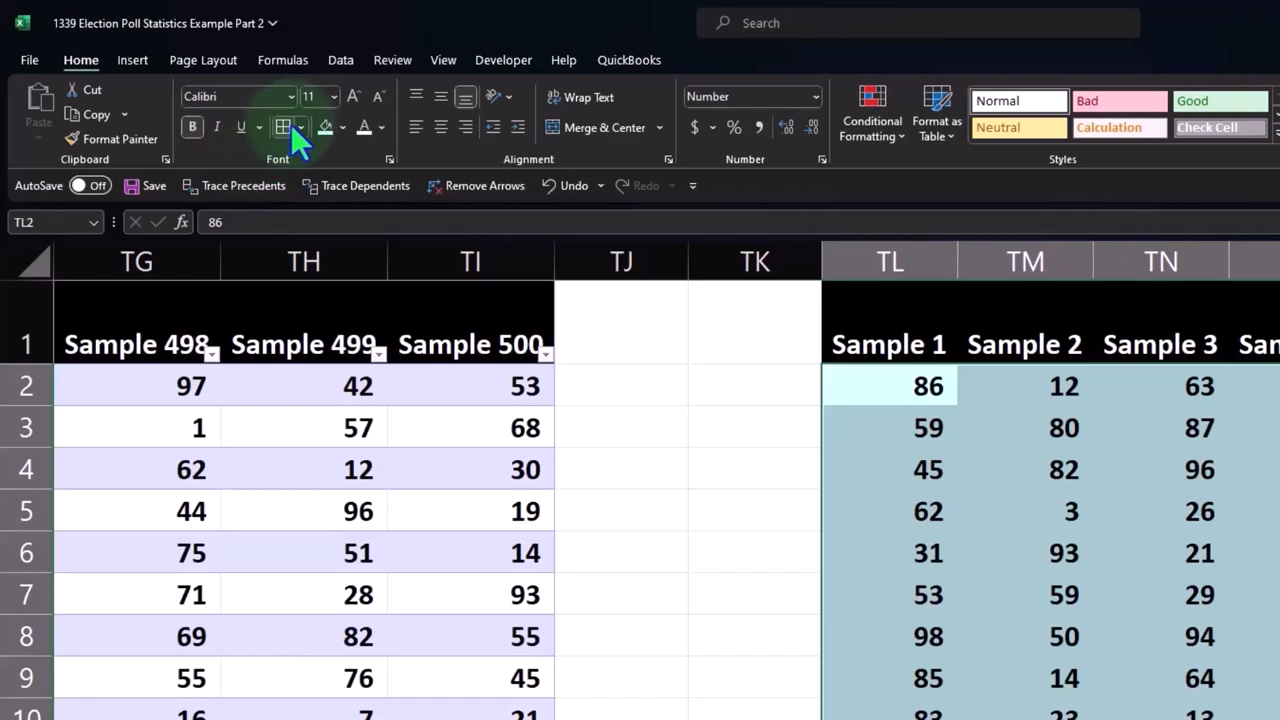 1339 Election Poll Statistics Example Part 2
Search
File Home Insert Page Layout Formulas Data Review View Developer Help QuickBooks
Paste
Cut
Copy
Format Painter
Clipboard
Calibri 11
B I U A
Font
Wrap Text
Merge & Center
Alignment
Number
$ % ,
Number
Conditional Formatting
Format as Table
Normal Bad Good
Neutral Calculation Check Cell
Styles
AutoSave Off Save Trace Precedents Trace Dependents Remove Arrows Undo Redo
TL2 fx 86
TG TH TI TJ TK TL TM TN
1 Sample 498 Sample 499 Sample 500 Sample 1 Sample 2 Sample 3 Sam
2 97 42 53 86 12 63
3 1 57 68 59 80 87
4 62 12 30 45 82 96
5 44 96 19 62 3 26
6 75 51 14 31 93 21
7 71 28 93 53 59 29
8 69 82 55 98 50 94
9 55 76 45 85 14 64
10 16 7 21 83 23 13